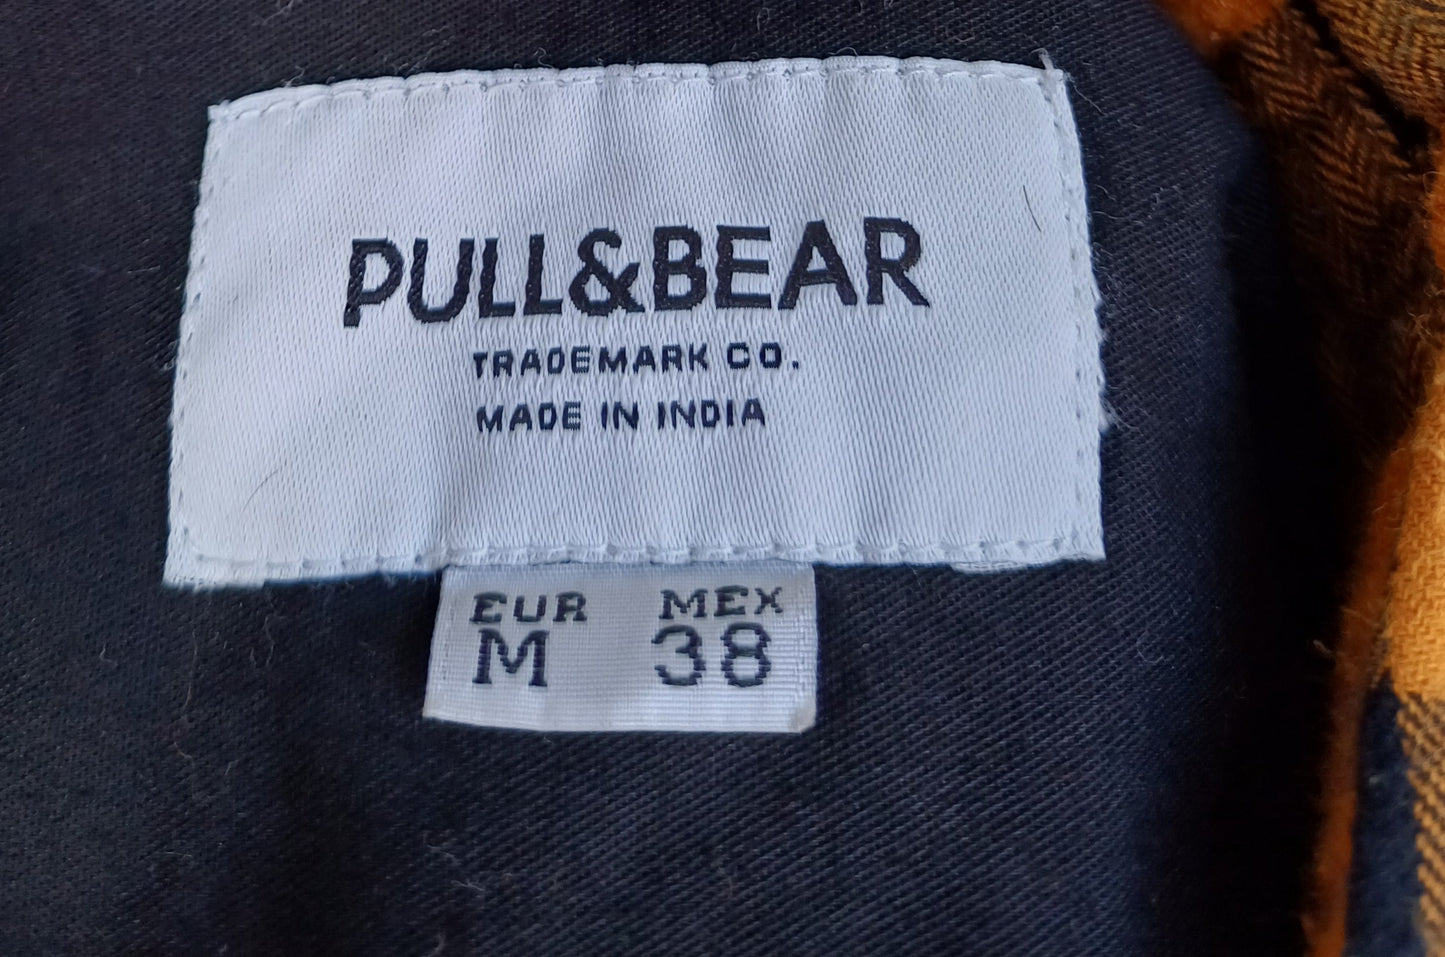 PULL&BEAR
TRADEMARK CO.
MADE IN INDIA
EUR MEX
M 38